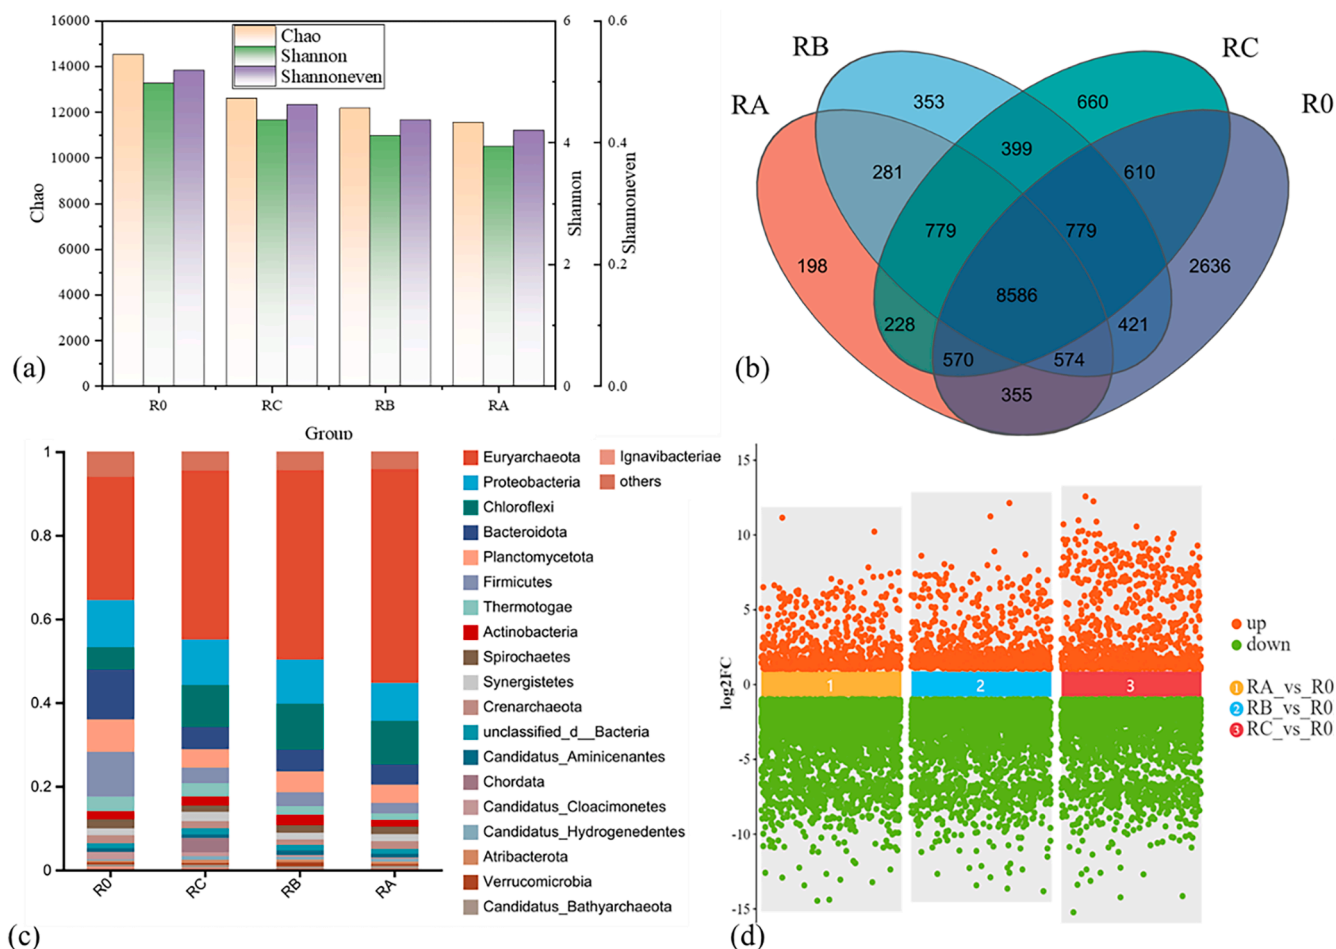 16000
14000
12000
10000
8000
6000
4000
2000
0
Chao
Chao
Shannon
Shannoneven
6
4
2
0
Shannon
0.6
0.4
0.2
0.0
Shannoneven
R0
RC
RB
RA
Group
(a)
RA
RB
RC
R0
353
660
399
281
610
779
779
198
2636
8586
228
421
570
574
355
(b)
1
0.8
0.6
0.4
0.2
0
R0
RC
RB
RA
Euryarchaeota
Proteobacteria
Chloroflexi
Bacteroidota
Planctomycetota
Firmicutes
Thermotogae
Actinobacteria
Spirochaetes
Synergistetes
Crenarchaeota
unclassified_d__Bacteria
Candidatus_Aminicenantes
Chordata
Candidatus_Cloacimonetes
Candidatus_Hydrogenedentes
Atribacterota
Verrucomicrobia
Candidatus_Bathyarchaeota
Ignavibacteriae
others
(c)
15
10
5
0
-5
-10
-15
log2FC
1
2
3
up
down
1 RA_vs_R0
2 RB_vs_R0
3 RC_vs_R0
(d)